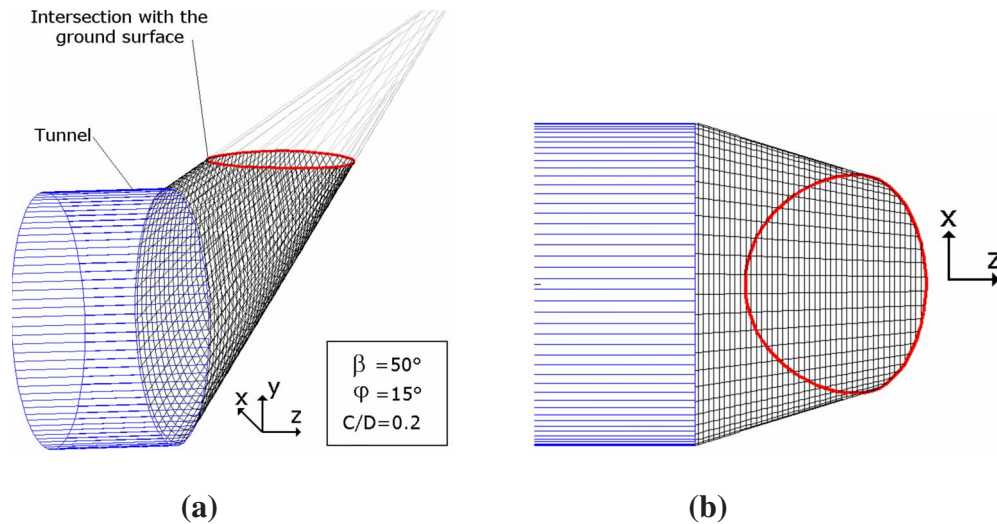 Intersection with the
ground surface
Tunnel
β =50°
φ =15°
C/D=0.2
y
x
z
x
z
(a)
(b)